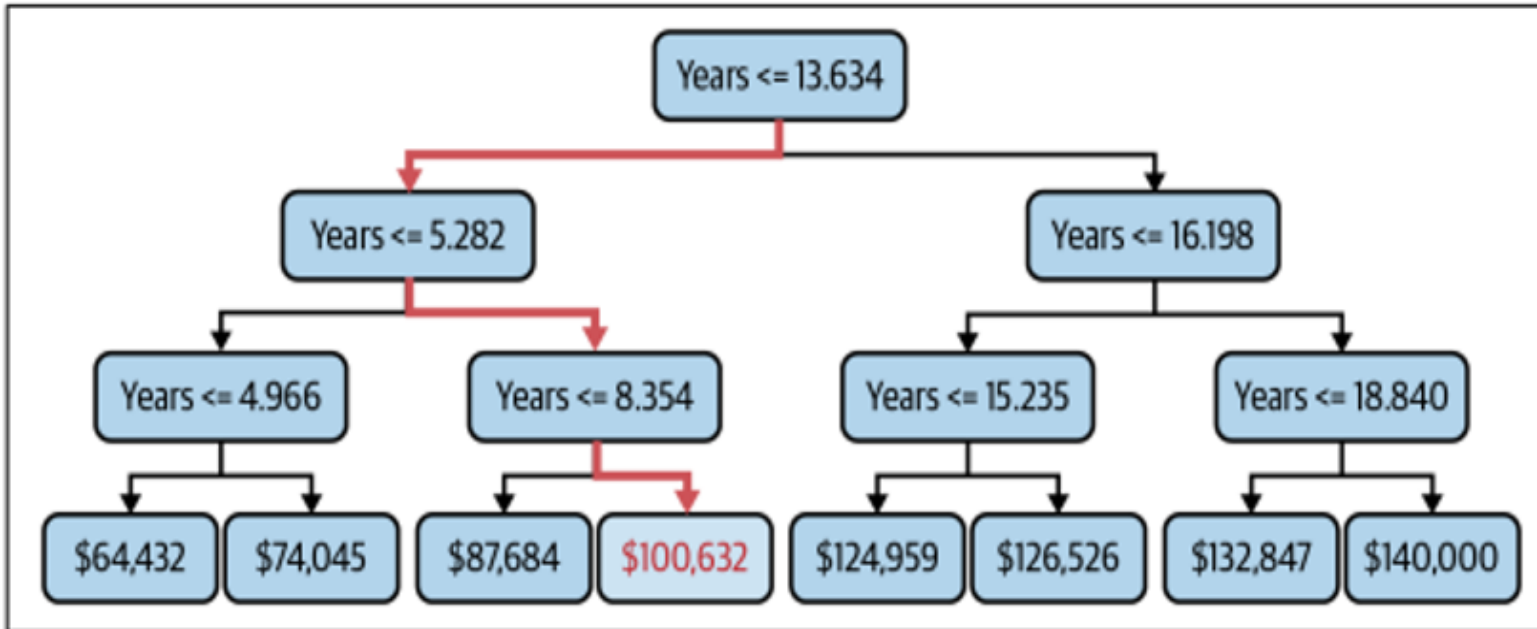 Years <= 13.634
Years <= 5.282
Years <= 16.198
Years <= 4.966
Years <= 8.354
Years <= 15.235
Years <= 18.840
$64,432
$74,045
$87,684
$100,632
$124,959
$126,526
$132,847
$140,000